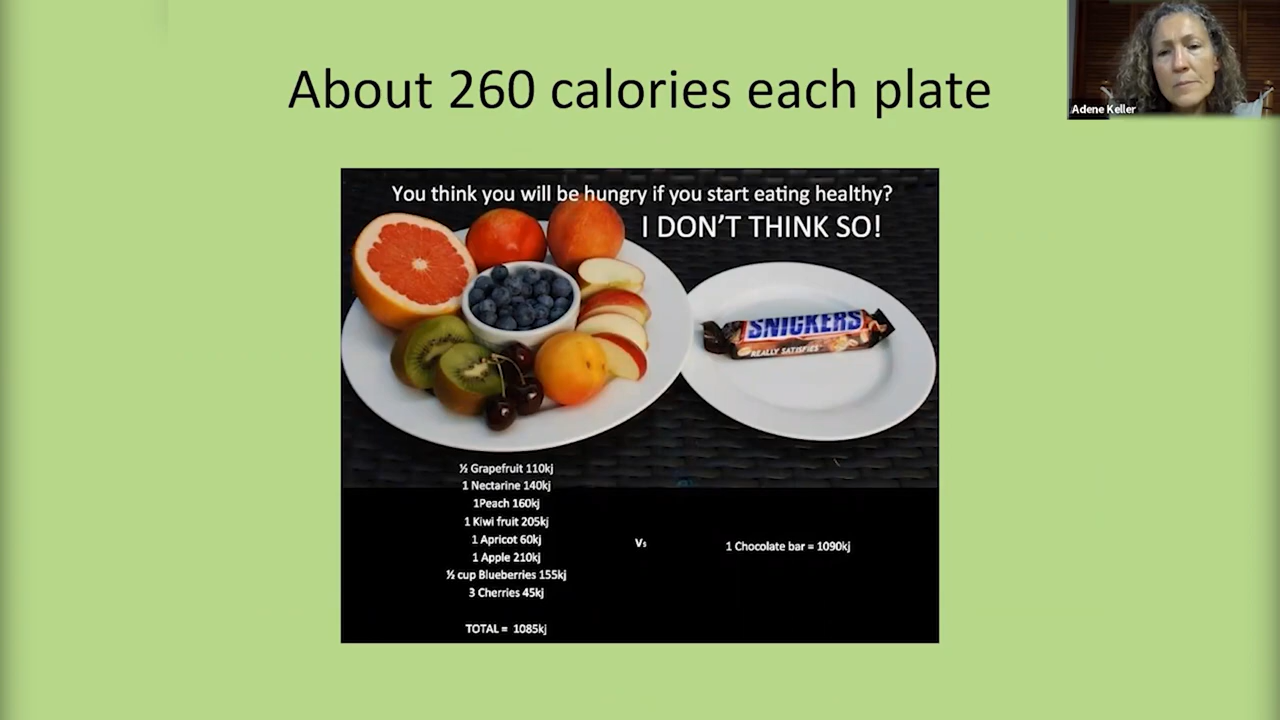 About 260 calories each plate
Adene Keller
You think you will be hungry if you start eating healthy?
I DON'T THINK SO!
SNICKERS
REALLY SATISFIES
½ Grapefruit 110kj
1 Nectarine 140kj
1Peach 160kj
1 Kiwi fruit 205kj
1 Apricot 60kj
1 Apple 210kj
½ cup Blueberries 155kj
3 Cherries 45kj
TOTAL = 1085kj
Vs
1 Chocolate bar = 1090kj